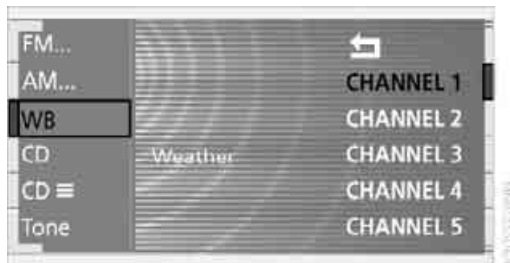 FM...
AM...
WB
CD
CD
Tone
Weather
CHANNEL 1
CHANNEL 2
CHANNEL 3
CHANNEL 4
CHANNEL 5